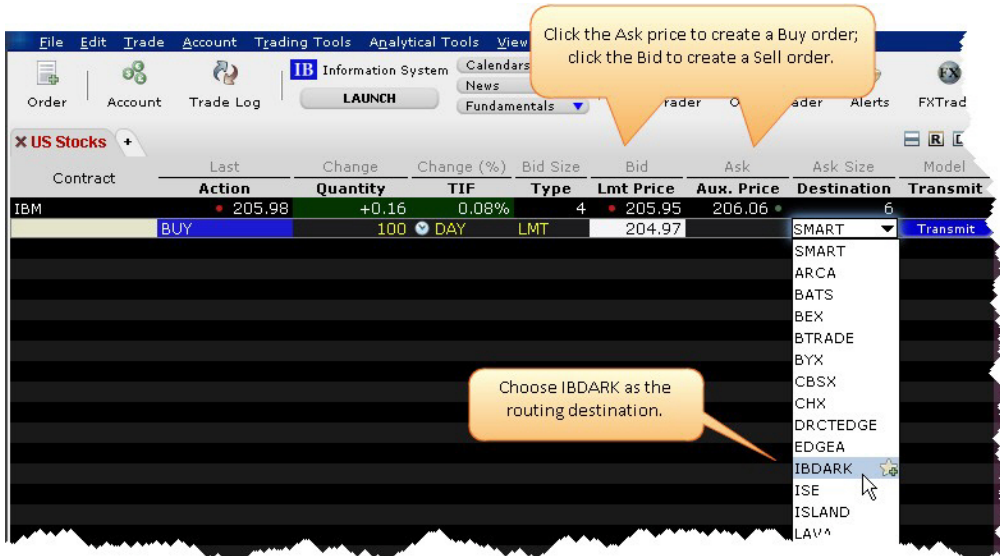 Click the Ask price to create a Buy order;
click the Bid to create a Sell order.
File Edit Trade Account Trading Tools Analytical Tools View
Order
Account
Trade Log
IB Information System
LAUNCH
Calendars
News
Fundamentals
Alerts
× US Stocks +
R
Contract Last Change Change (%) Bid Size Bid Ask Ask Size Model
Action Quantity TIF Type Lmt Price Aux. Price Destination Transmit
IBM 205.98 +0.16 0.08% 4 205.95 206.06 6
BUY 100 DAY LMT 204.97 SMART Transmit
SMART
ARCA
BATS
BEX
BTRADE
BYX
CBSX
CHX
DRCTEDGE
EDGEA
IBDARK
ISE
ISLAND
Choose IBDARK as the
routing destination.